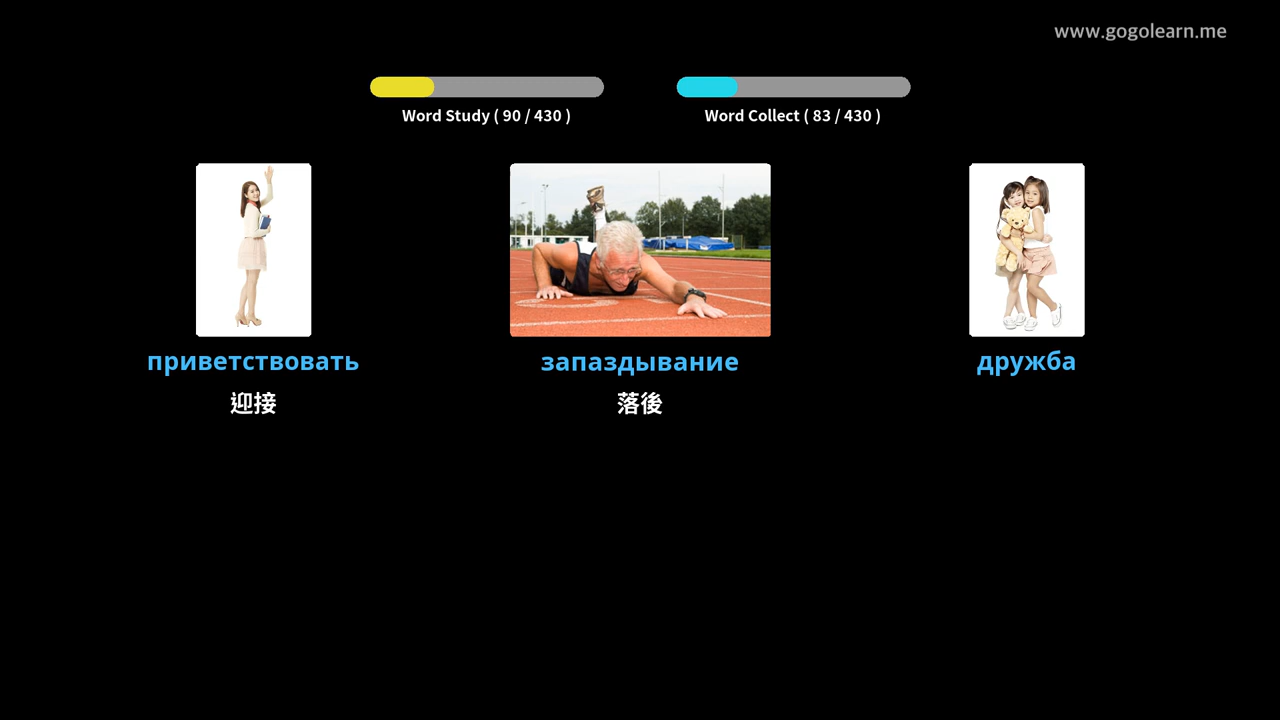 www.gogolearn.me
Word Study ( 90 / 430 )
Word Collect ( 83 / 430 )
приветствовать
запаздывание
дружба
迎接
落後